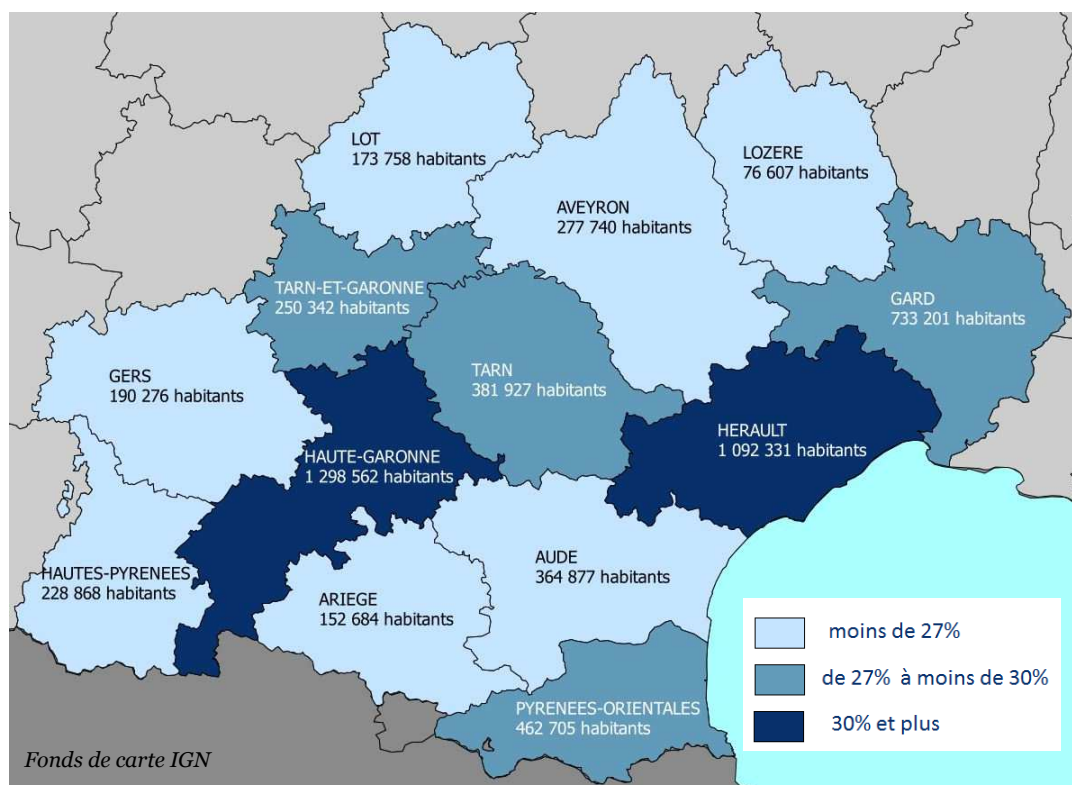 LOT
173 758 habitants
LOZERE
76 607 habitants
AVEYRON
277 740 habitants
TARN-ET-GARONNE
250 342 habitants
GARD
733 201 habitants
GERS
190 276 habitants
TARN
381 927 habitants
HERAULT
1 092 331 habitants
HAUTE-GARONNE
1 298 562 habitants
HAUTES-PYRENEES
228 868 habitants
ARIEGE
152 684 habitants
AUDE
364 877 habitants
PYRENEES-ORIENTALES
462 705 habitants
moins de 27%
de 27% à moins de 30%
30% et plus
Fonds de carte IGN